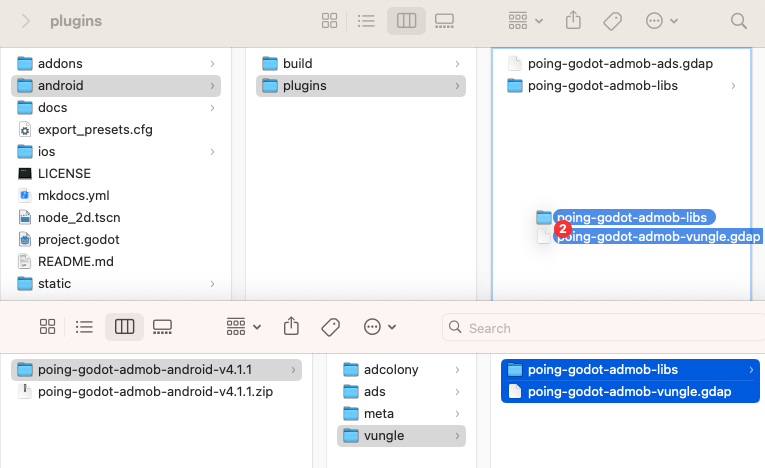 plugins
addons
android
docs
export_presets.cfg
ios
LICENSE
mkdocs.yml
node_2d.tscn
project.godot
README.md
static
build
plugins
poing-godot-admob-ads.gdap
poing-godot-admob-libs
poing-godot-admob-libs
2
poing-godot-admob-vungle.gdap
Search
poing-godot-admob-android-v4.1.1
poing-godot-admob-android-v4.1.1.zip
adcolony
ads
meta
vungle
poing-godot-admob-libs
poing-godot-admob-vungle.gdap